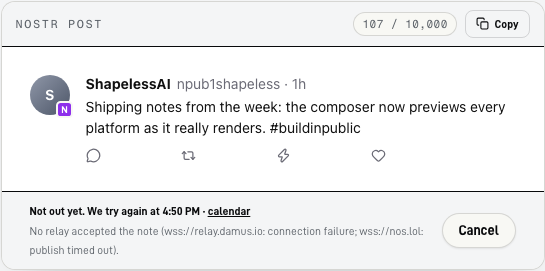 NOSTR POST
107 / 10,000
Copy
S
N
ShapelessAI npub1shapeless · 1h
Shipping notes from the week: the composer now previews every
platform as it really renders. #buildinpublic
Not out yet. We try again at 4:50 PM · calendar
No relay accepted the note (wss://relay.damus.io: connection failure; wss://nos.lol:
publish timed out).
Cancel